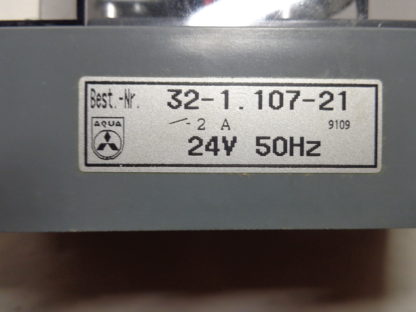 Best.-Nr. 32-1.107-21
AQUA 2 A 9109
24V 50Hz